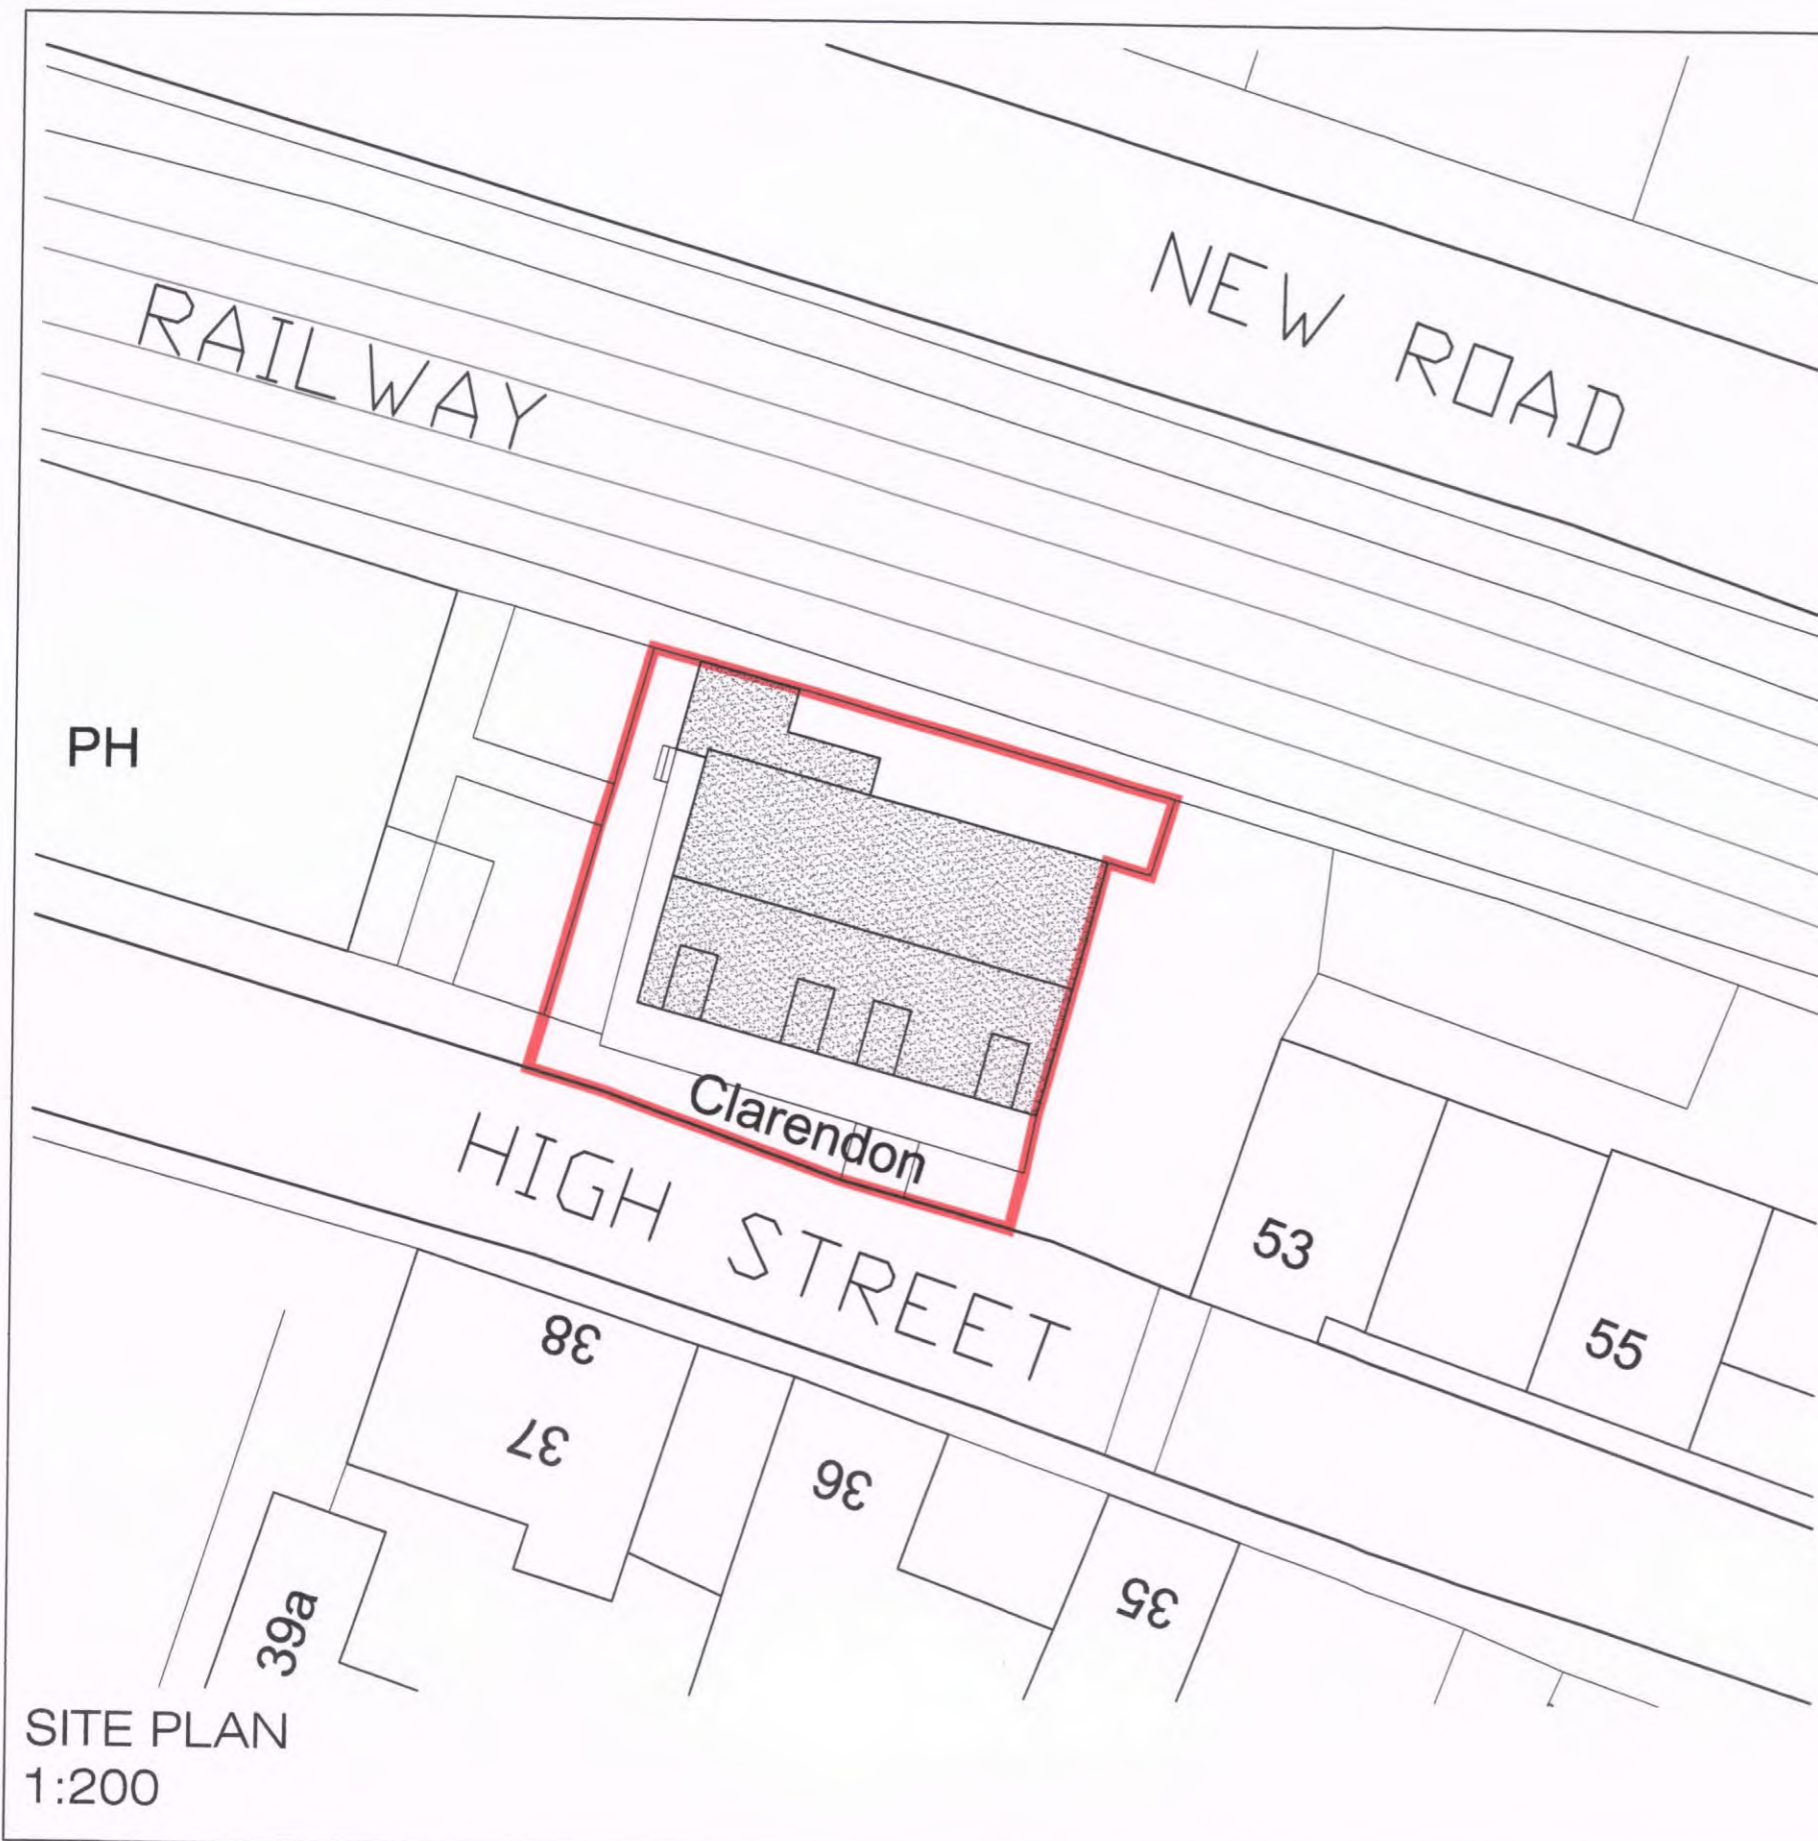 NEW ROAD
RAILWAY
PH
Clarendon
HIGH STREET
53
55
38
37
36
35
39a
SITE PLAN
1:200